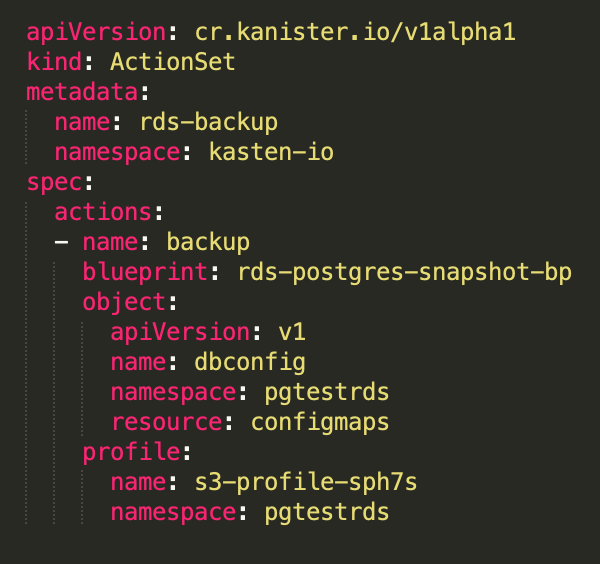 apiVersion: cr.kanister.io/v1alpha1
kind: ActionSet
metadata:
  name: rds-backup
  namespace: kasten-io
spec:
  actions:
  - name: backup
    blueprint: rds-postgres-snapshot-bp
    object:
      apiVersion: v1
      name: dbconfig
      namespace: pgtestrds
      resource: configmaps
    profile:
      name: s3-profile-sph7s
      namespace: pgtestrds